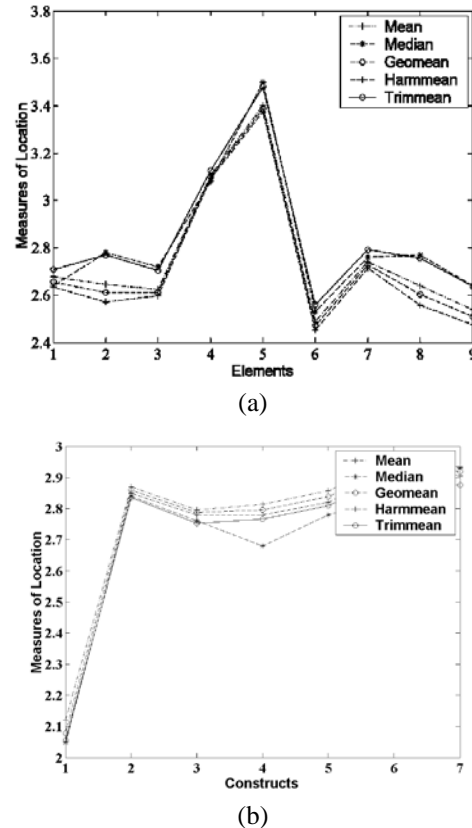 3.8
3.6
3.4
3.2
3
2.8
2.6
2.4
Measures of Location
Mean
Median
Geomean
Harmmean
Trimmean
1 2 3 4 5 6 7 8 9
Elements
(a)
3
2.9
2.8
2.7
2.6
2.5
2.4
2.3
2.2
2.1
2
Measures of Location
Mean
Median
Geomean
Harmmean
Trimmean
1 2 3 4 5 6 7
Constructs
(b)